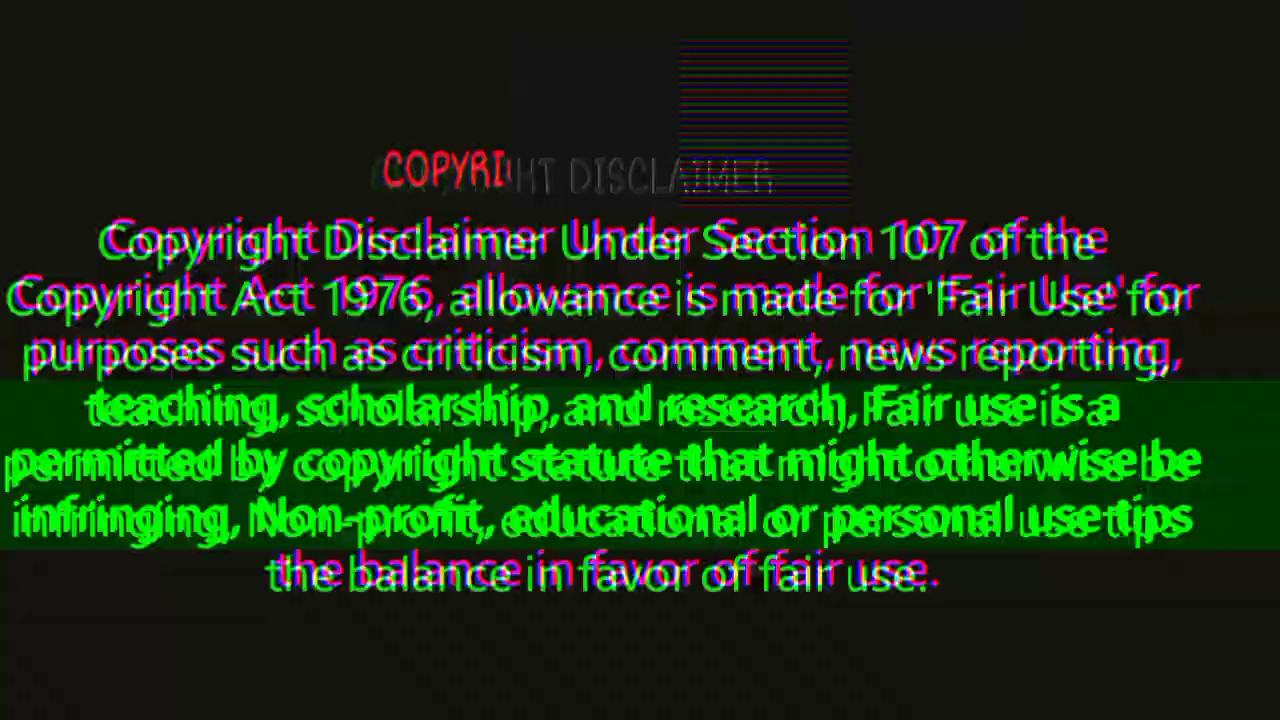 COPYRIGHT DISCLAIMER
Copyright Disclaimer Under Section 107 of the
Copyright Act 1976, allowance is made for 'Fair Use' for
purposes such as criticism, comment, news reporting,
teaching, scholarship, and research, Fair use is a
permitted by copyright statute that might otherwise be
infringing, Non-profit, educational or personal use tips
the balance in favor of fair use.